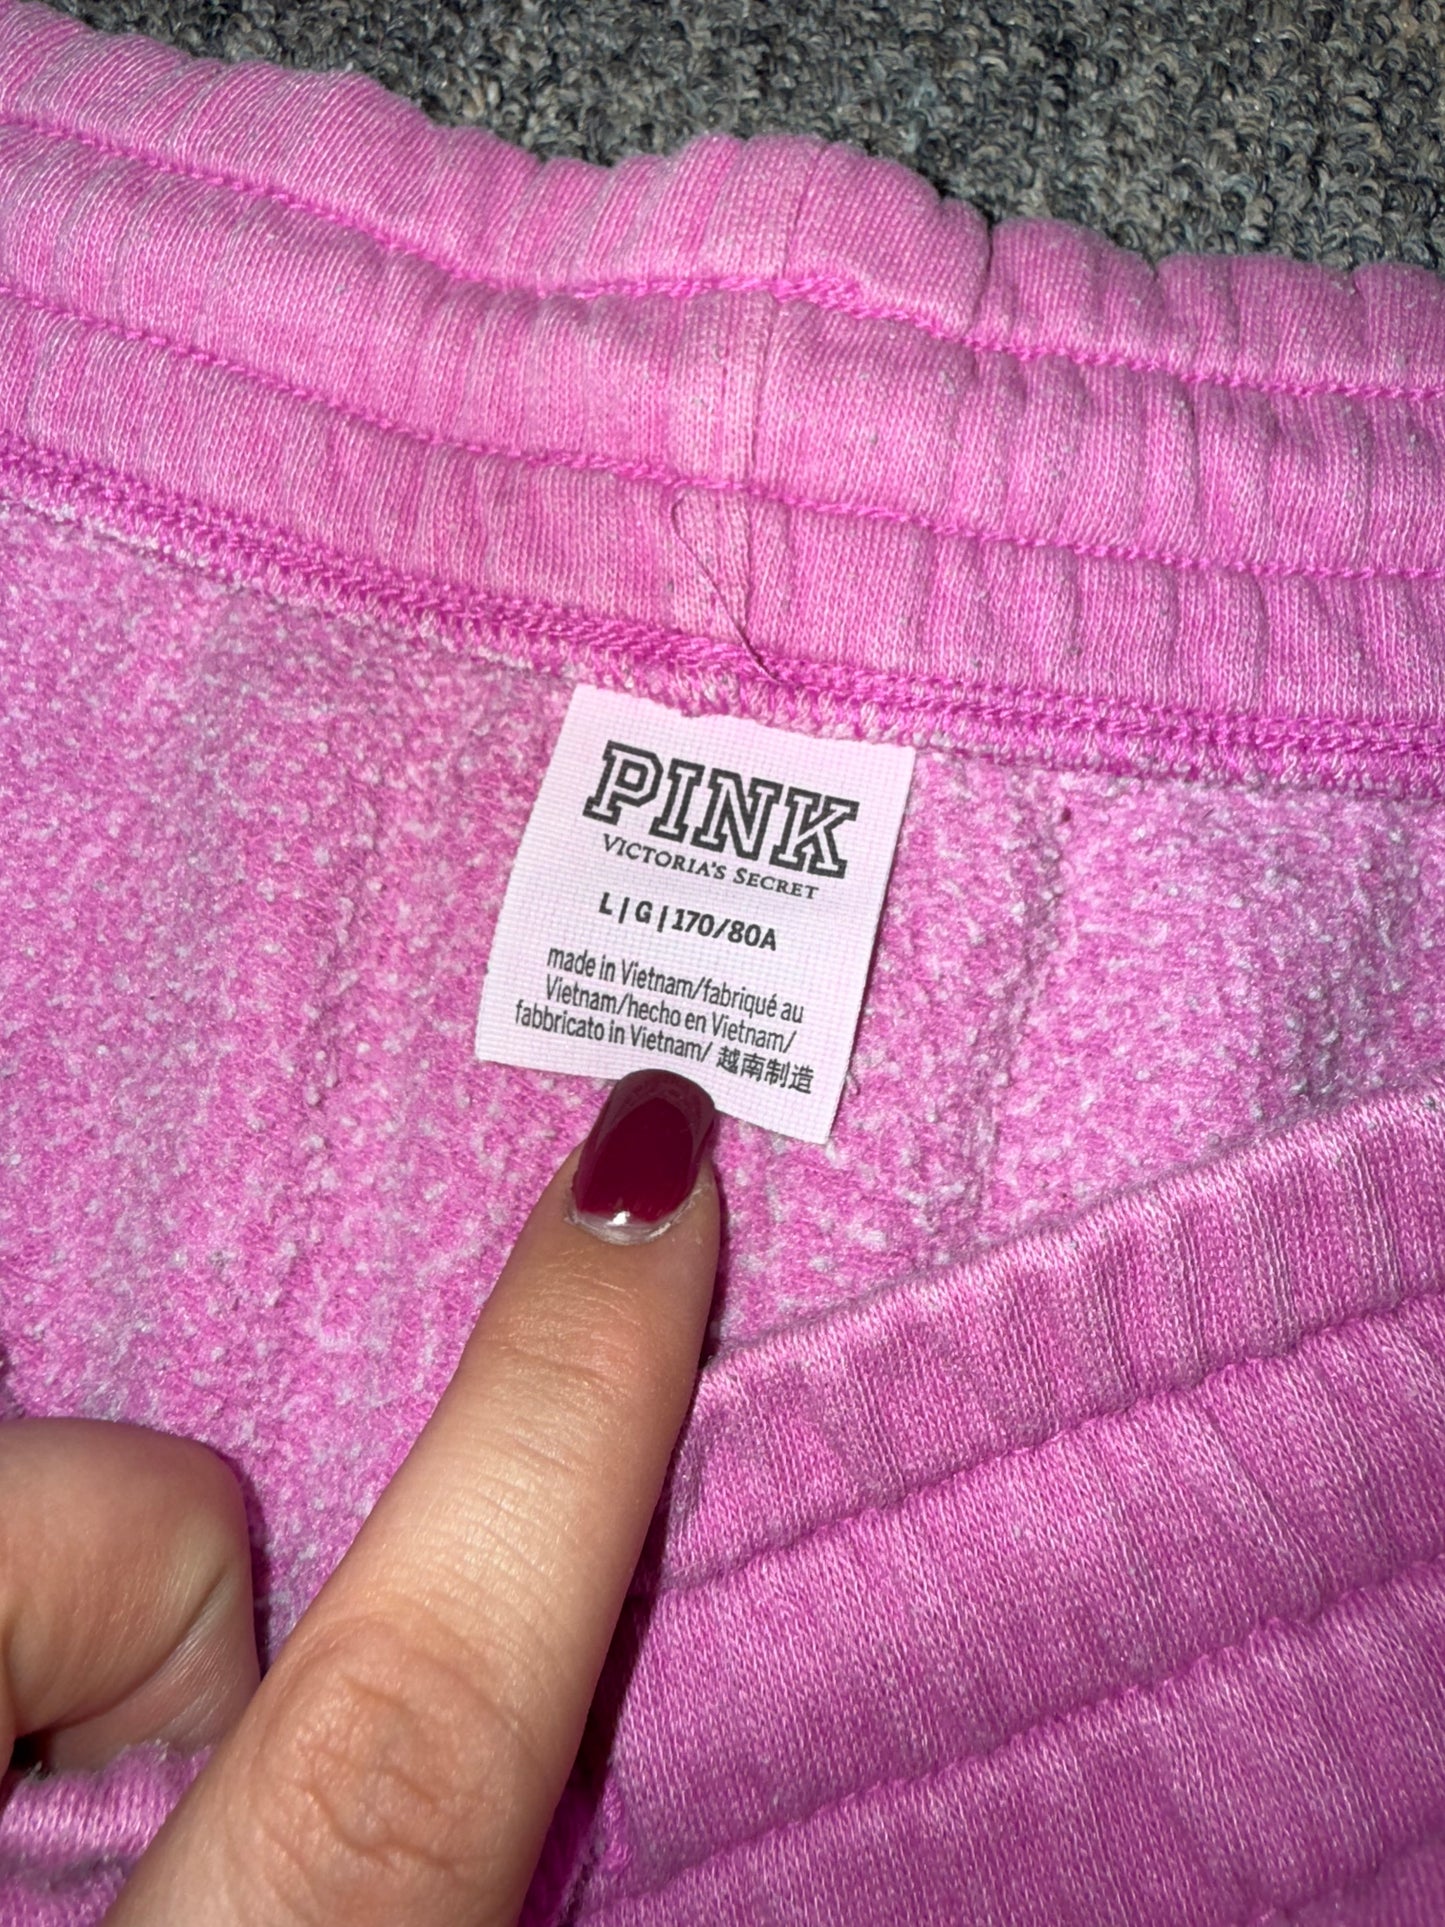 PINK
VICTORIA'S SECRET
L | G | 170/80A
made in Vietnam/fabriqué au
Vietnam/hecho en Vietnam/
fabbricato in Vietnam/ 越南制造